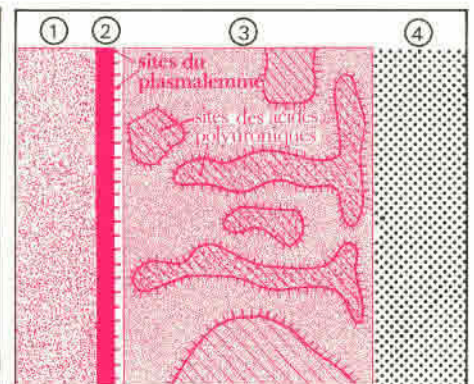 ① ② ③ ④
sites du
plasmalemme
sites des acides
polyuroniques